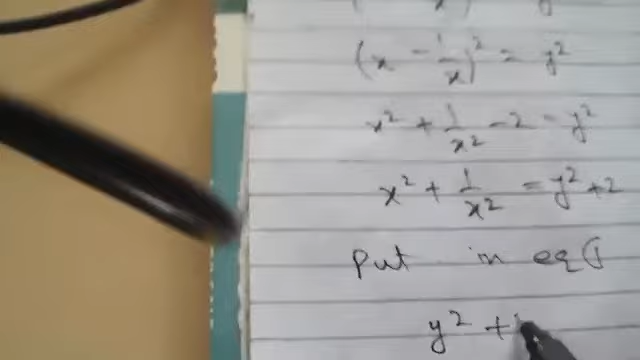 (x - 1/x)² = y²
x² + 1/x² - 2 = y²
x² + 1/x² = y² + 2
Put in eq (1
y² +